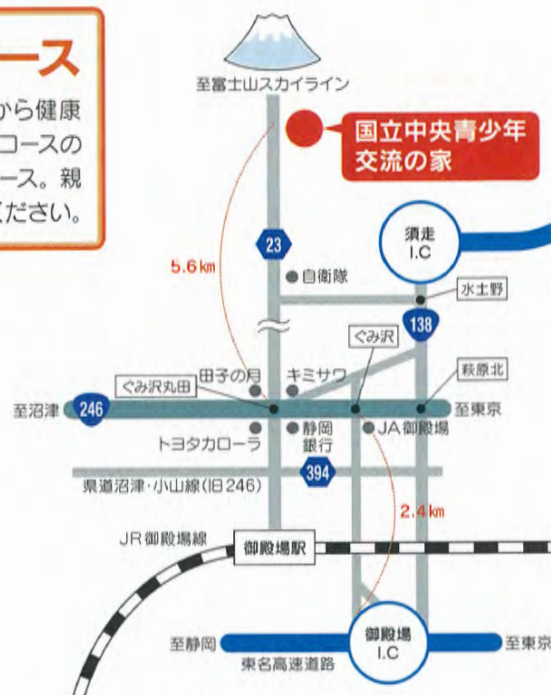 ース
から健康
コースの
ース。親
ください。
至富士山スカイライン
国立中央青少年
交流の家
須走
I.C
23
5.6km
自衛隊
水土野
138
ぐみ沢
田子の月
キミサワ
萩原北
ぐみ沢丸田
至沼津
246
至東京
トヨタカローラ
静岡
銀行
JA御殿場
394
県道沼津・小山線(旧246)
2.4km
JR御殿場線
御殿場駅
至静岡
御殿場
I.C
至東京
東名高速道路